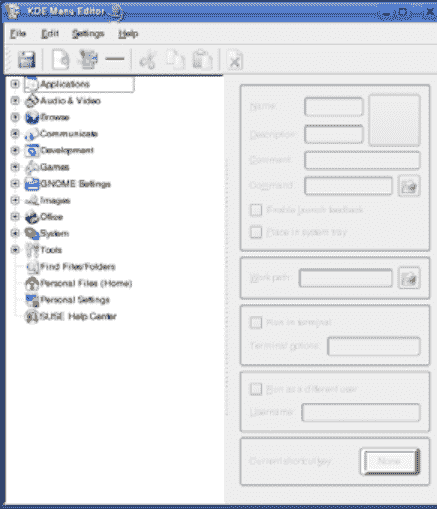 KDE Menu Editor
File Edit Settings Help
Applications
Audio & Video
Browse
Communicate
Development
Games
GNOME Settings
Images
Office
System
Tools
Find Files/Folders
Personal Files (Home)
Personal Settings
SUSE Help Center
Name:
Description:
Comment:
Command:
Enable launch feedback
Place in system tray
Work path:
Run in terminal
Terminal options:
Run as a different user
Username:
Current shortcut key:
None